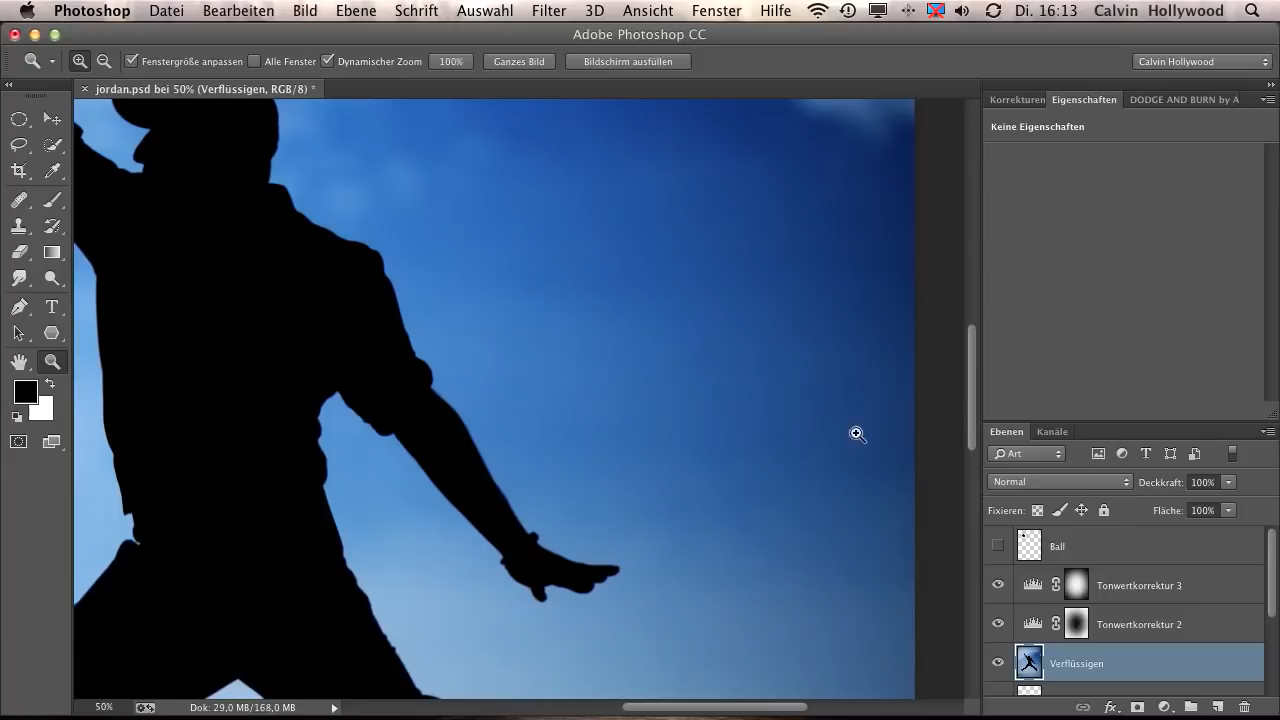 Photoshop Datei Bearbeiten Bild Ebene Schrift Auswahl Filter 3D Ansicht Fenster Hilfe Di. 16:13 Calvin Hollywood
Adobe Photoshop CC
Fenstergröße anpassen Alle Fenster Dynamischer Zoom 100% Ganzes Bild Bildschirm ausfüllen Calvin Hollywood
× jordan.psd bei 50% (Verflüssigen, RGB/8) *
Korrekturen Eigenschaften DODGE AND BURN by A
Keine Eigenschaften
Ebenen Kanäle
Art
Normal Deckkraft: 100%
Fixieren: Fläche: 100%
Ball
Tonwertkorrektur 3
Tonwertkorrektur 2
Verflüssigen
50% Dok: 29,0 MB/168,0 MB